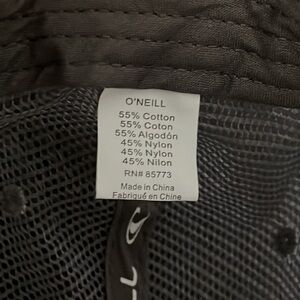 O'NEILL
55% Cotton
55% Coton
55% Algodón
45% Nylon
45% Nylon
45% Nilon
RN# 85773
Made in China
Fabriqué en Chine
LL